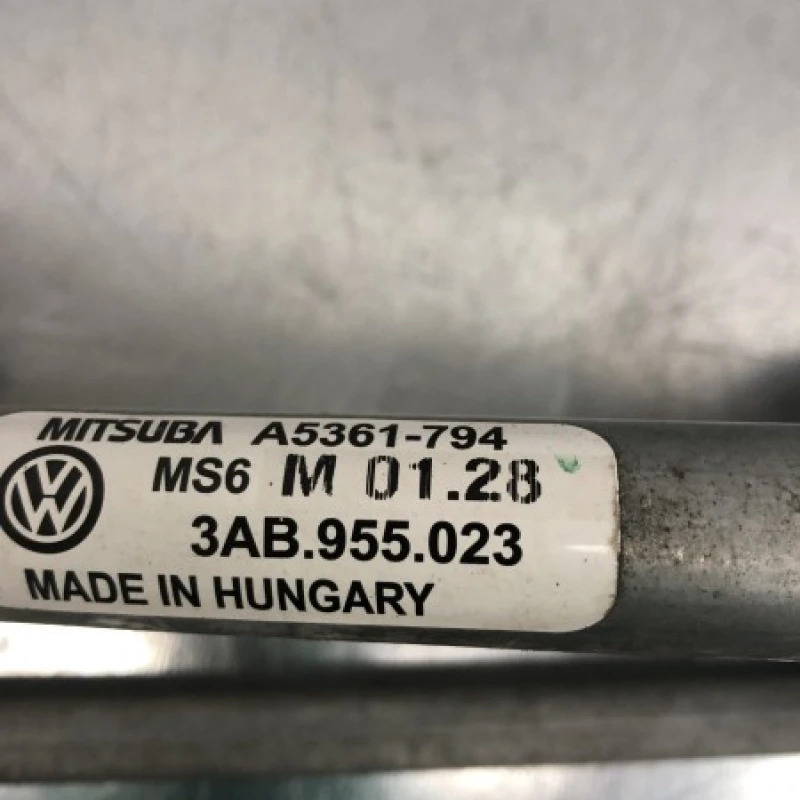 MITSUBA A5361-794
MS6 M 01.28
3AB.955.023
MADE IN HUNGARY